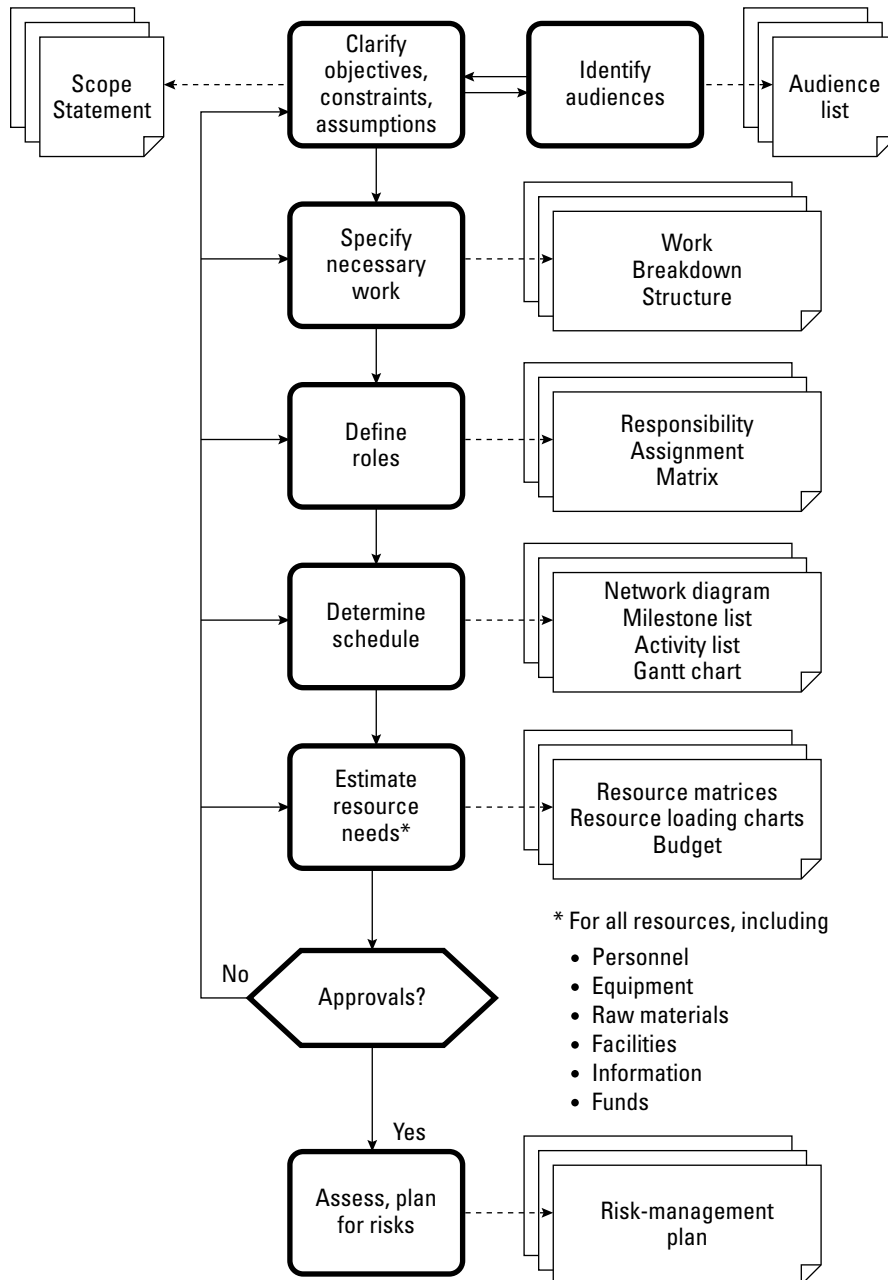 Scope
Statement
Clarify
objectives,
constraints,
assumptions
Identify
audiences
Audience
list
Specify
necessary
work
Work
Breakdown
Structure
Define
roles
Responsibility
Assignment
Matrix
Determine
schedule
Network diagram
Milestone list
Activity list
Gantt chart
Estimate
resource
needs*
Resource matrices
Resource loading charts
Budget
* For all resources, including
• Personnel
• Equipment
• Raw materials
• Facilities
• Information
• Funds
No
Approvals?
Yes
Assess, plan
for risks
Risk-management
plan